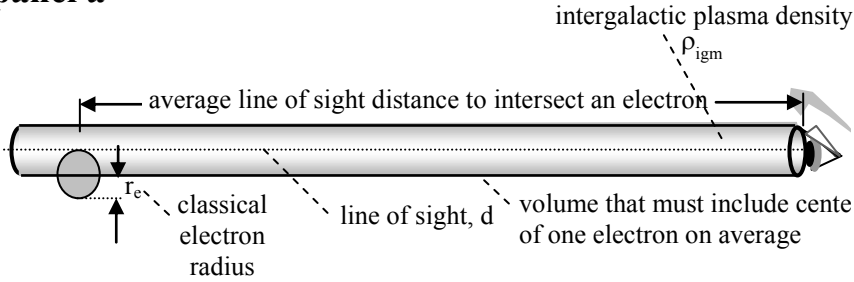 intergalactic plasma density
ρigm
average line of sight distance to intersect an electron
re
classical
electron
radius
line of sight, d
volume that must include cente
of one electron on average